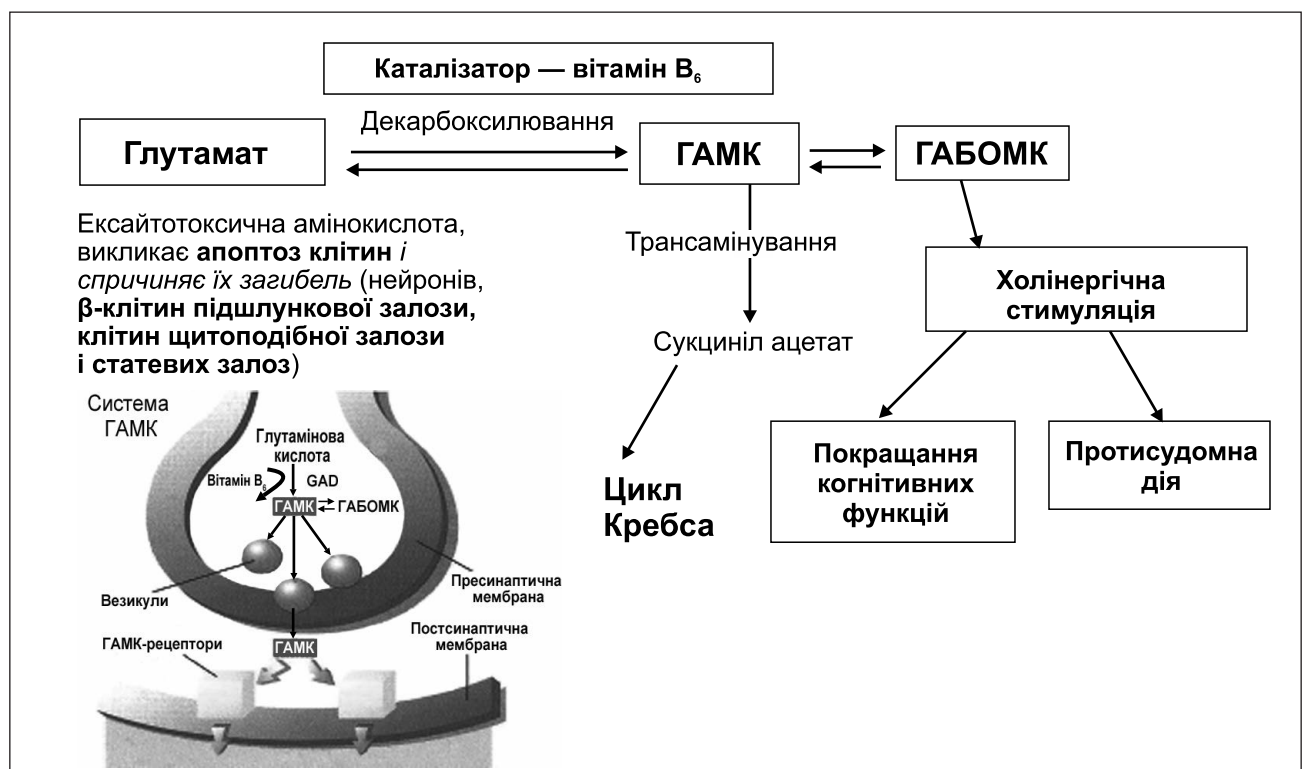 Каталізатор — вітамін В₆
Декарбоксилювання
Глутамат
ГАМК
ГАБОМК
Ексайтотоксична амінокислота,
викликає апоптоз клітин і
спричиняє їх загибель (нейронів,
β-клітин підшлункової залози,
клітин щитоподібної залози
і статевих залоз)
Трансамінування
Сукциніл ацетат
Цикл
Кребса
Холінергічна
стимуляція
Покращання
когнітивних
функцій
Протисудомна
дія
Система
ГАМК
Глутамінова
кислота
Вітамін В₆
GAD
ГАМК
ГАБОМК
Везикули
Пресинаптична
мембрана
ГАМК
Постсинаптична
мембрана
ГАМК-рецептори